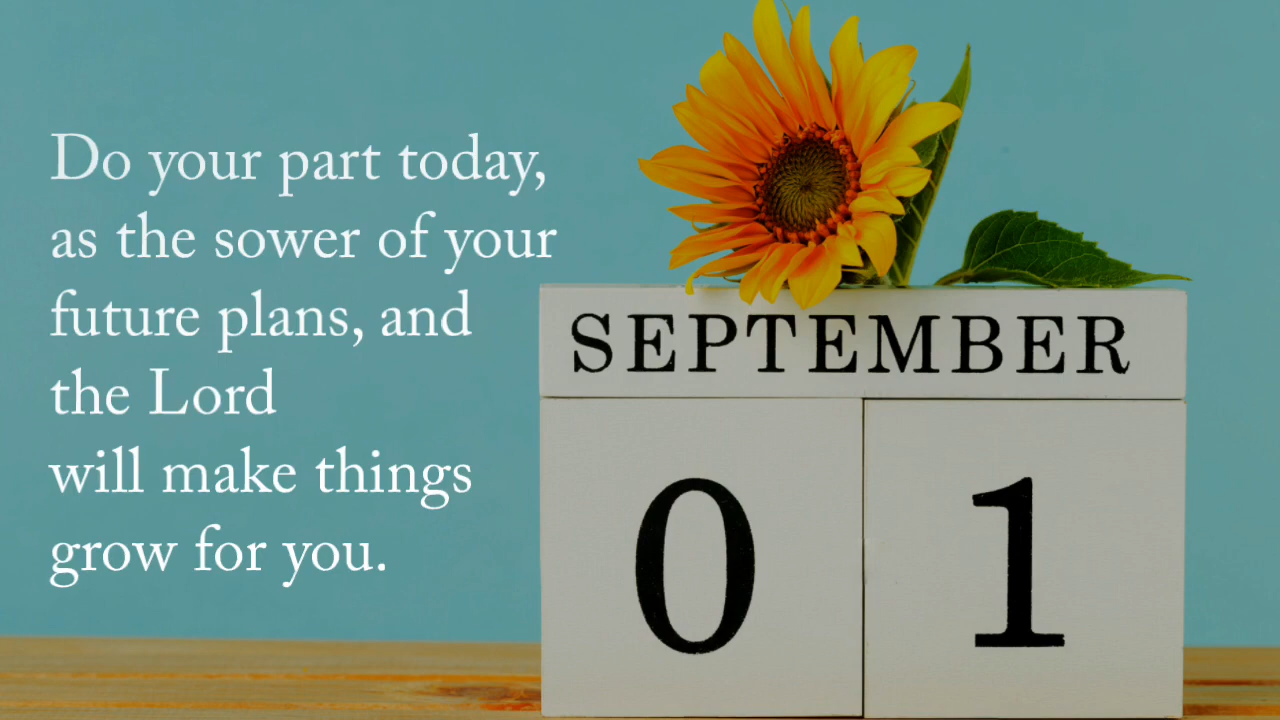 Do your part today,
as the sower of your
future plans, and
the Lord
will make things
grow for you.
SEPTEMBER
0 1